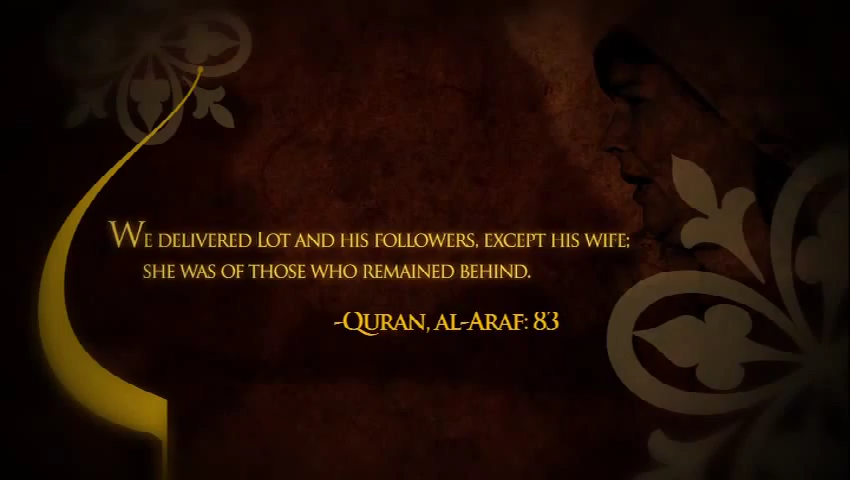 We delivered Lot and his followers, except his wife;
she was of those who remained behind.
-Quran, al-Araf: 83